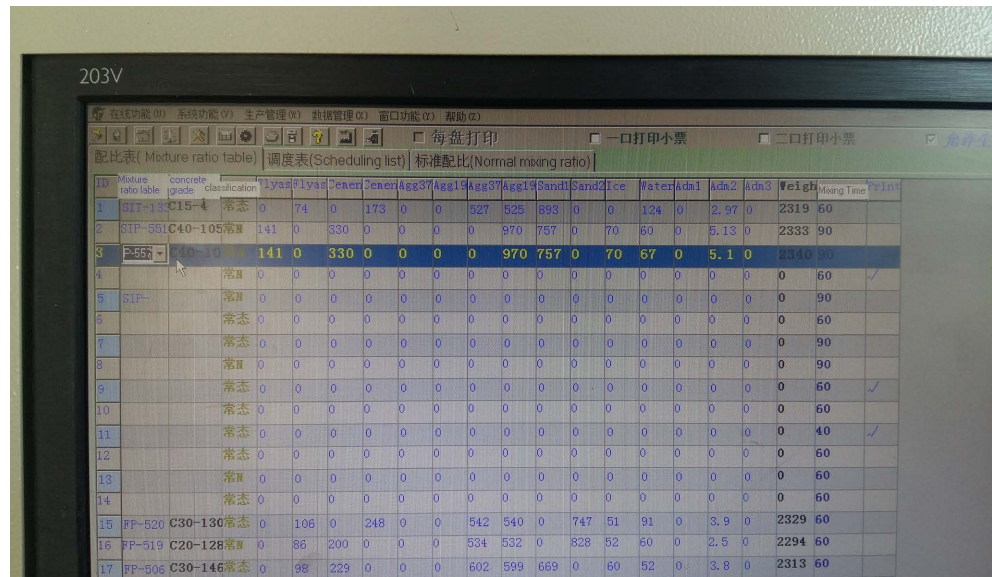 203V
在线功能(U) 系统功能(V) 生产管理(W) 数据管理(X) 窗口功能(Y) 帮助(Z)
每盘打印 一口打印小票 二口打印小票
配比表( Mixture ratio table) 调度表(Scheduling list) 标准配比(Normal mixing ratio)
ID Mixture ratio lable concrete grade classification Flyas Flyas Cemen Cemen Agg37 Agg19 Agg37 Agg19 Sand1 Sand2 Ice Water Adm1 Adm2 Adm3 Weigh Mixing Time Print
1 SIT-133 C15-4 常态 0 74 0 173 0 0 527 525 893 0 0 124 0 2.97 0 2319 60
2 SIP-551 C40-105 常N 141 0 330 0 0 0 0 970 757 0 70 60 0 5.13 0 2333 90
3 P-557 C40-10 141 0 330 0 0 0 0 970 757 0 70 67 0 5.1 0 2340 90
4 常N 0 0 0 0 0 0 0 0 0 0 0 0 0 0 0 0 60 ✓
5 SIP- 常N 0 0 0 0 0 0 0 0 0 0 0 0 0 0 0 0 90
6 常态 0 0 0 0 0 0 0 0 0 0 0 0 0 0 0 0 60
7 常态 0 0 0 0 0 0 0 0 0 0 0 0 0 0 0 0 90
8 常N 0 0 0 0 0 0 0 0 0 0 0 0 0 0 0 0 90
9 常态 0 0 0 0 0 0 0 0 0 0 0 0 0 0 0 0 60 ✓
10 常态 0 0 0 0 0 0 0 0 0 0 0 0 0 0 0 0 60
11 常态 0 0 0 0 0 0 0 0 0 0 0 0 0 0 0 0 40 ✓
12 常态 0 0 0 0 0 0 0 0 0 0 0 0 0 0 0 0 60
13 常N 0 0 0 0 0 0 0 0 0 0 0 0 0 0 0 0 60
14 常态 0 0 0 0 0 0 0 0 0 0 0 0 0 0 0 0 60
15 FP-520 C30-130 常态 0 106 0 248 0 0 542 540 0 747 51 91 0 3.9 0 2329 60
16 FP-519 C20-128 常N 0 86 200 0 0 0 534 532 0 828 52 60 0 2.5 0 2294 60
17 FP-506 C30-146 常态 0 98 229 0 0 0 602 599 669 0 60 52 0 3.8 0 2313 60